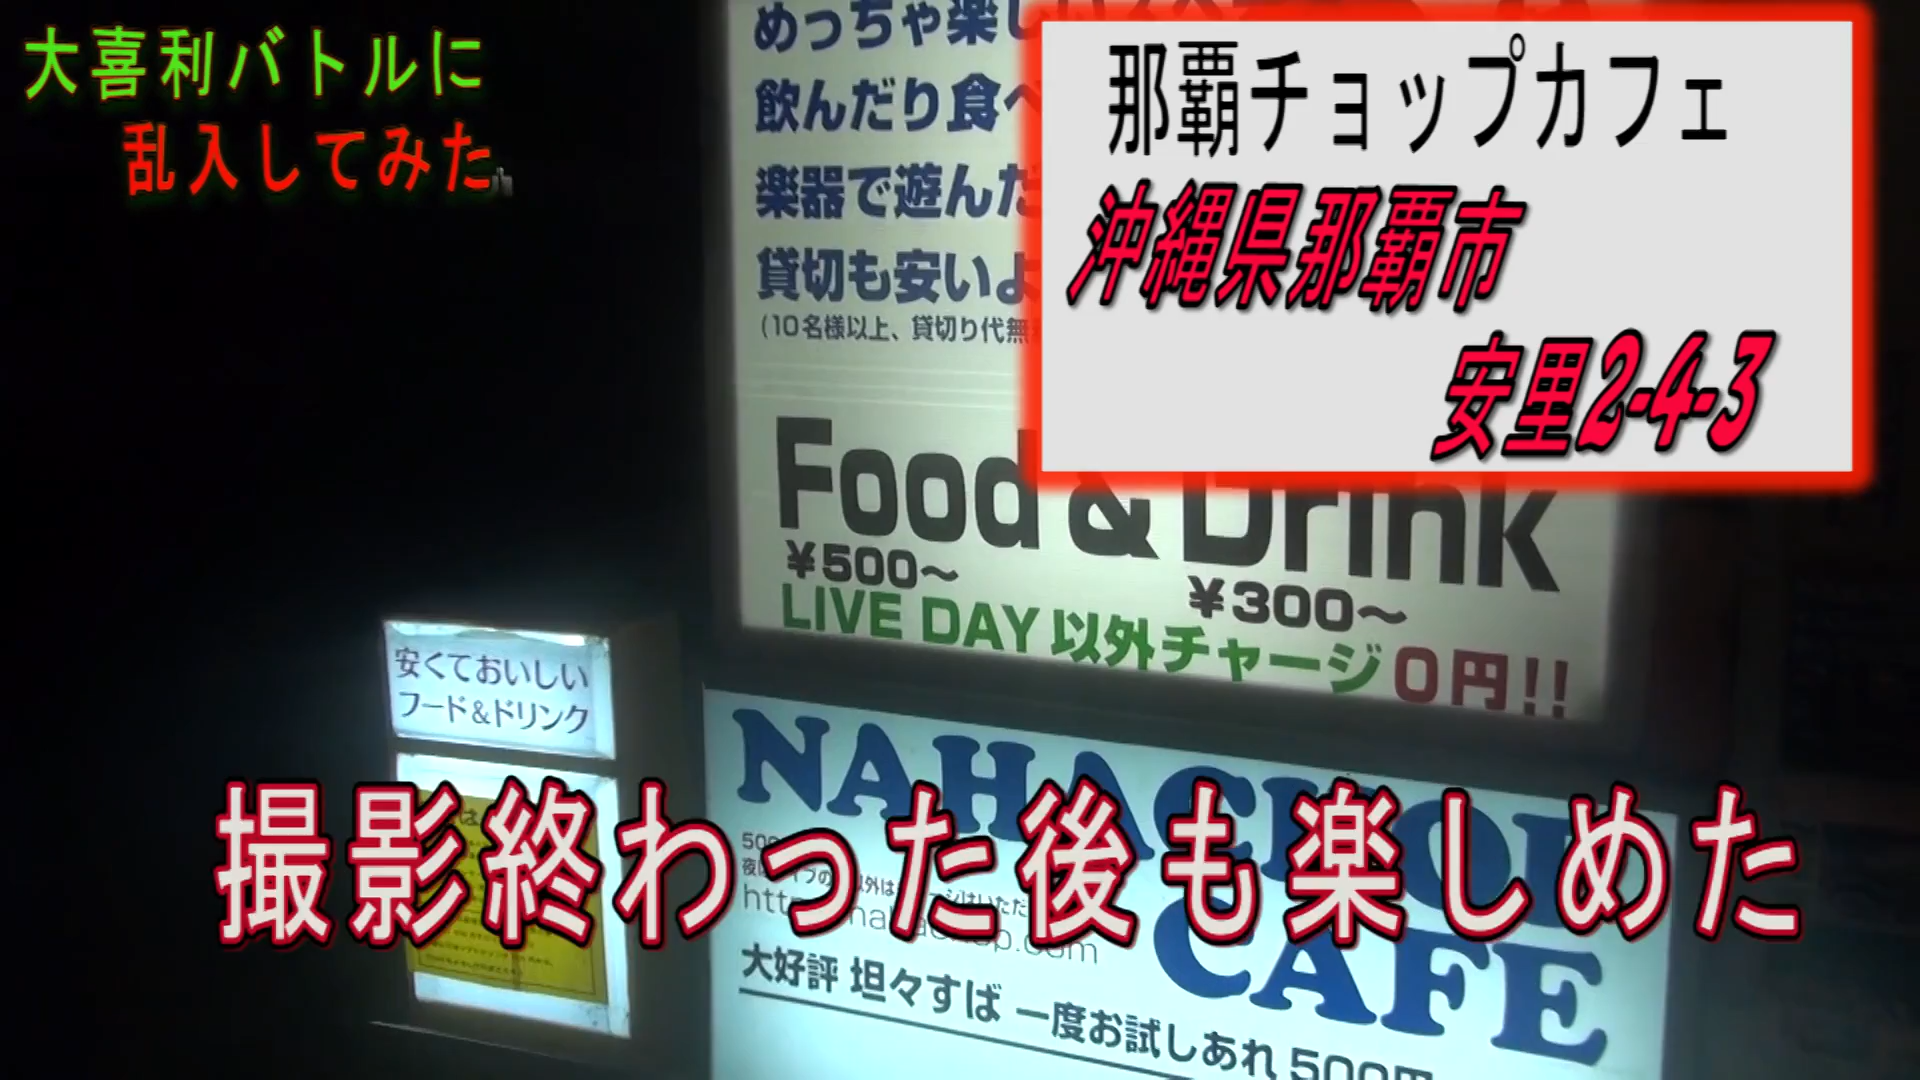 大喜利バトルに
乱入してみた
那覇チョップカフェ
沖縄県那覇市
安里2-4-3
めっちゃ楽し
飲んだり食べ
楽器で遊んだ
貸切も安いよ
(10名様以上、貸切り代無
Food & Drink
¥500～
¥300～
LIVE DAY 以外チャージ0円!!
安くておいしい
フード&ドリンク
撮影終わった後も楽しめた
NAHACHOP
CAFE
大好評 坦々すば 一度お試しあれ 500円